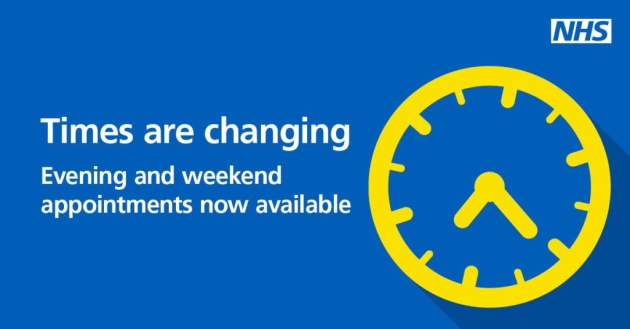 NHS
Times are changing
Evening and weekend
appointments now available